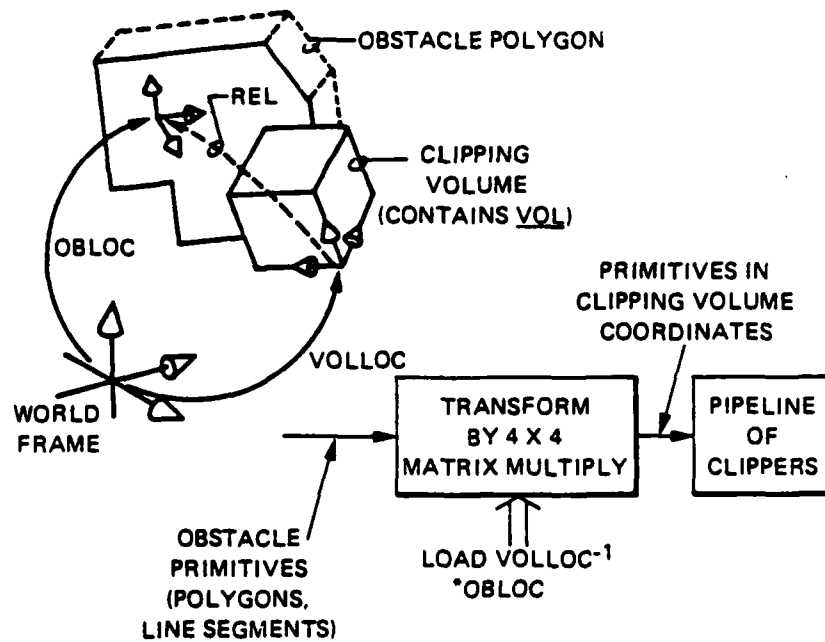 OBSTACLE POLYGON
REL
CLIPPING
VOLUME
(CONTAINS VOL)
OBLOC
PRIMITIVES IN
CLIPPING VOLUME
COORDINATES
VOLLOC
WORLD
FRAME
TRANSFORM
BY 4 X 4
MATRIX MULTIPLY
PIPELINE
OF
CLIPPERS
OBSTACLE
PRIMITIVES
(POLYGONS,
LINE SEGMENTS)
LOAD VOLLOC⁻¹
*OBLOC